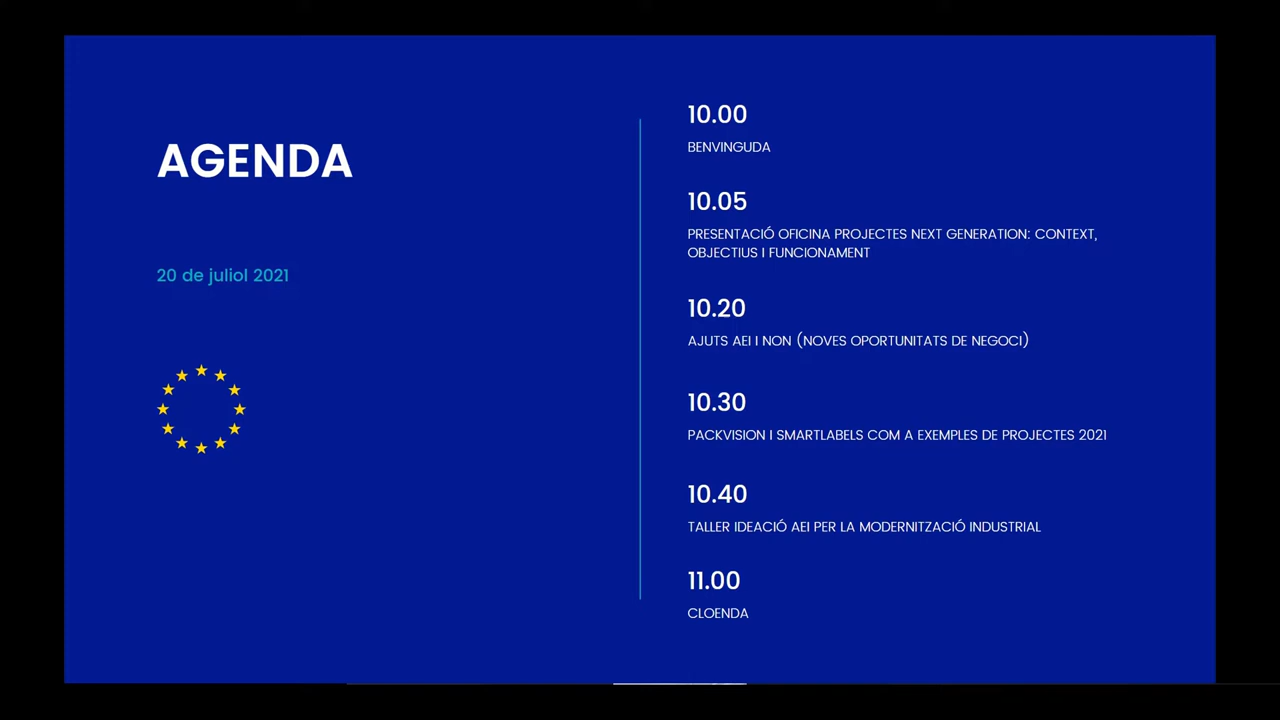 AGENDA
20 de juliol 2021
10.00
BENVINGUDA
10.05
PRESENTACIÓ OFICINA PROJECTES NEXT GENERATION: CONTEXT,
OBJECTIUS I FUNCIONAMENT
10.20
AJUTS AEI I NON (NOVES OPORTUNITATS DE NEGOCI)
10.30
PACKVISION I SMARTLABELS COM A EXEMPLES DE PROJECTES 2021
10.40
TALLER IDEACIÓ AEI PER LA MODERNITZACIÓ INDUSTRIAL
11.00
CLOENDA